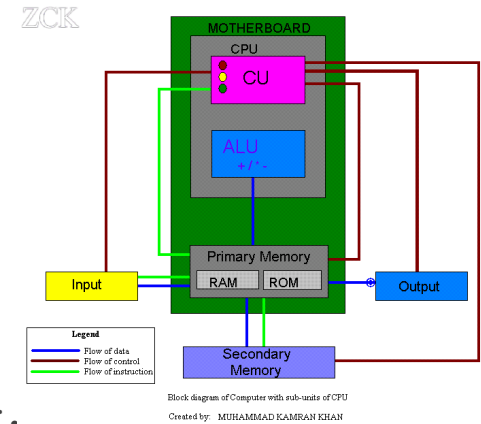 ZCK
MOTHERBOARD
CPU
CU
ALU
+ / * -
Primary Memory
RAM ROM
Input
Output
Secondary
Memory
Legend
Flow of data
Flow of control
Flow of instruction
Block diagram of Computer with sub-units of CPU
Created by: MUHAMMAD KAMRAN KHAN